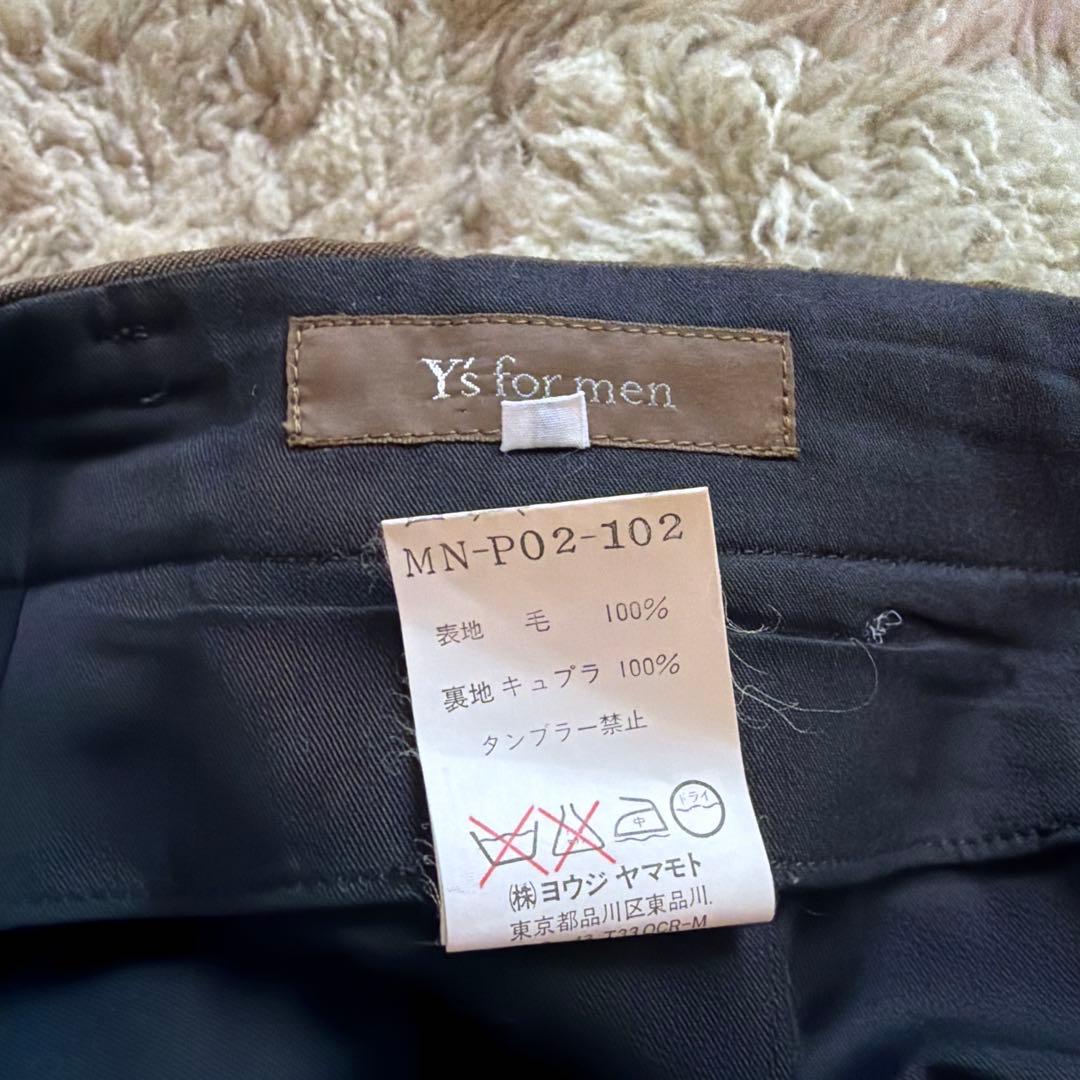 Y's for men
MN-P02-102
表地 毛 100%
裏地 キュプラ 100%
タンブラー禁止
中
ドライ
㈱ヨウジ ヤマモト
東京都品川区東品川.